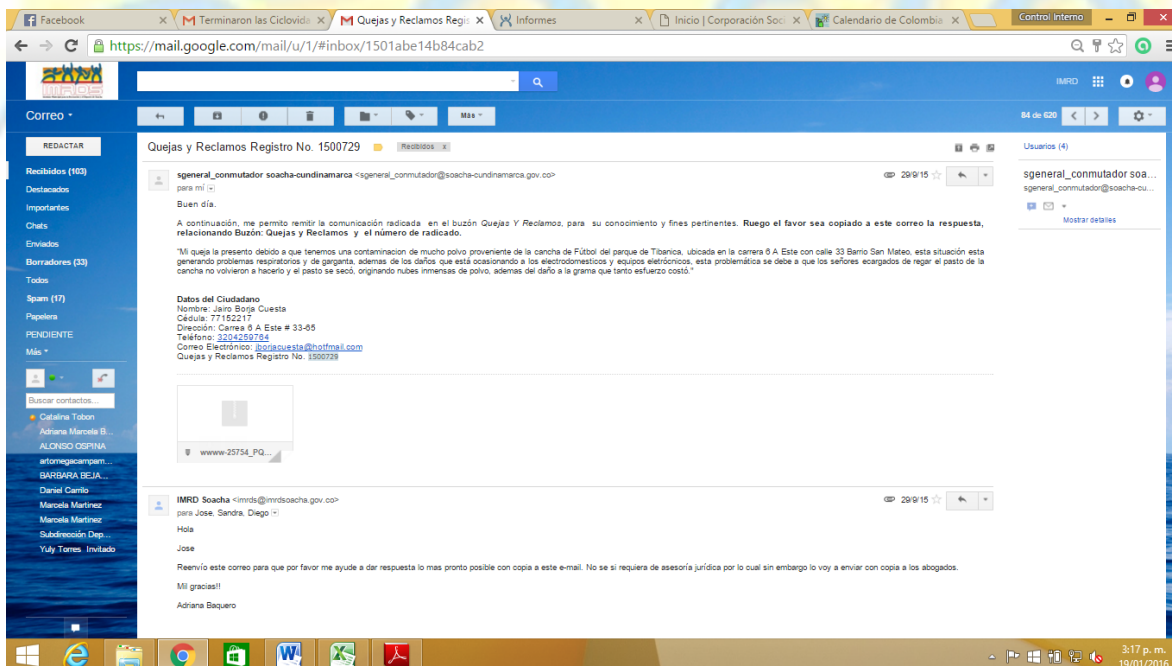 Facebook
Terminaron las Ciclovida
Quejas y Reclamos Regis
Informes
Inicio | Corporación Soci
Calendario de Colombia
Control Interno
https://mail.google.com/mail/u/1/#inbox/1501abe14b84cab2
IMRDS
IMRD
Correo
Más
84 de 620
REDACTAR
Quejas y Reclamos Registro No. 1500729
Recibidos x
Usuarios (4)
Recibidos (103)
Destacados
Importantes
Chats
Enviados
Borradores (33)
Todos
Spam (17)
Papelera
PENDIENTE
Más
Buscar contactos...
Catalina Tobon
Adriana Marcela B...
ALONSO OSPINA
artomegacampam...
BARBARA BEJA...
Daniel Carrillo
Marcela Martinez
Marcela Martinez
Subdirección Dep...
Yuly Torres Invitado
sgeneral_conmutador soacha-cundinamarca <sgeneral_conmutador@soacha-cundinamarca.gov.co>
29/9/15
para mí
Buen día.
A continuación, me permito remitir la comunicación radicada en el buzón Quejas Y Reclamos, para su conocimiento y fines pertinentes. Ruego el favor sea copiado a este correo la respuesta,
relacionando Buzón: Quejas y Reclamos y el número de radicado.
"Mi queja la presento debido a que tenemos una contaminacion de mucho polvo proveniente de la cancha de Fútbol del parque de Tibanica, ubicada en la carrera 6 A Este con calle 33 Barrio San Mateo, esta situación esta
generando problemas respiratorios y de garganta, ademas de los daños que está ocasionando a los electrodomesticos y equipos eletrócnicos, esta problemática se debe a que los señores ecargados de regar el pasto de la
cancha no volvieron a hacerlo y el pasto se secó, originando nubes inmensas de polvo, ademas del daño a la grama que tanto esfuerzo costó."
Datos del Ciudadano
Nombre: Jairo Borja Cuesta
Cédula: 77152217
Dirección: Carrea 6 A Este # 33-65
Teléfono: 3204259764
Correo Electrónico: jborjacuesta@hotfmail.com
Quejas y Reclamos Registro No. 1500729
wwww-25754_PQ...
IMRD Soacha <imrds@imrdsoacha.gov.co>
29/9/15
para Jose, Sandra, Diego
Hola
Jose
Reenvío este correo para que por favor me ayude a dar respuesta lo mas pronto posible con copia a este e-mail. No se si requiera de asesoría jurídica por lo cual sin embargo lo voy a enviar con copia a los abogados.
Mil gracias!!
Adriana Baquero
sgeneral_conmutador soa...
sgeneral_conmutador@soacha-cu...
Mostrar detalles
3:17 p. m.
19/01/2016